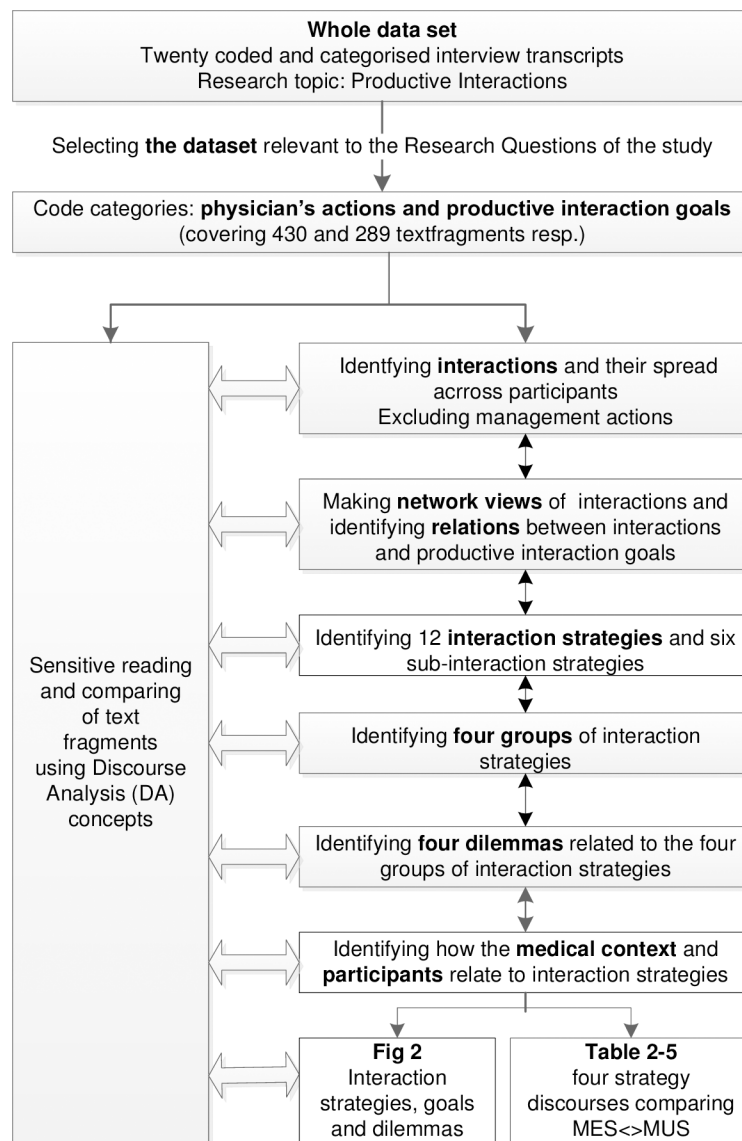 Whole data set
Twenty coded and categorised interview transcripts
Research topic: Productive Interactions
Selecting the dataset relevant to the Research Questions of the study
Code categories: physician's actions and productive interaction goals
(covering 430 and 289 textfragments resp.)
Sensitive reading
and comparing
of text
fragments
using Discourse
Analysis (DA)
concepts
Identfying interactions and their spread
acrross participants
Excluding management actions
Making network views of interactions and
identifying relations between interactions
and productive interaction goals
Identifying 12 interaction strategies and six
sub-interaction strategies
Identifying four groups of interaction
strategies
Identifying four dilemmas related to the four
groups of interaction strategies
Identifying how the medical context and
participants relate to interaction strategies
Fig 2
Interaction
strategies, goals
and dilemmas
Table 2-5
four strategy
discourses comparing
MES<>MUS